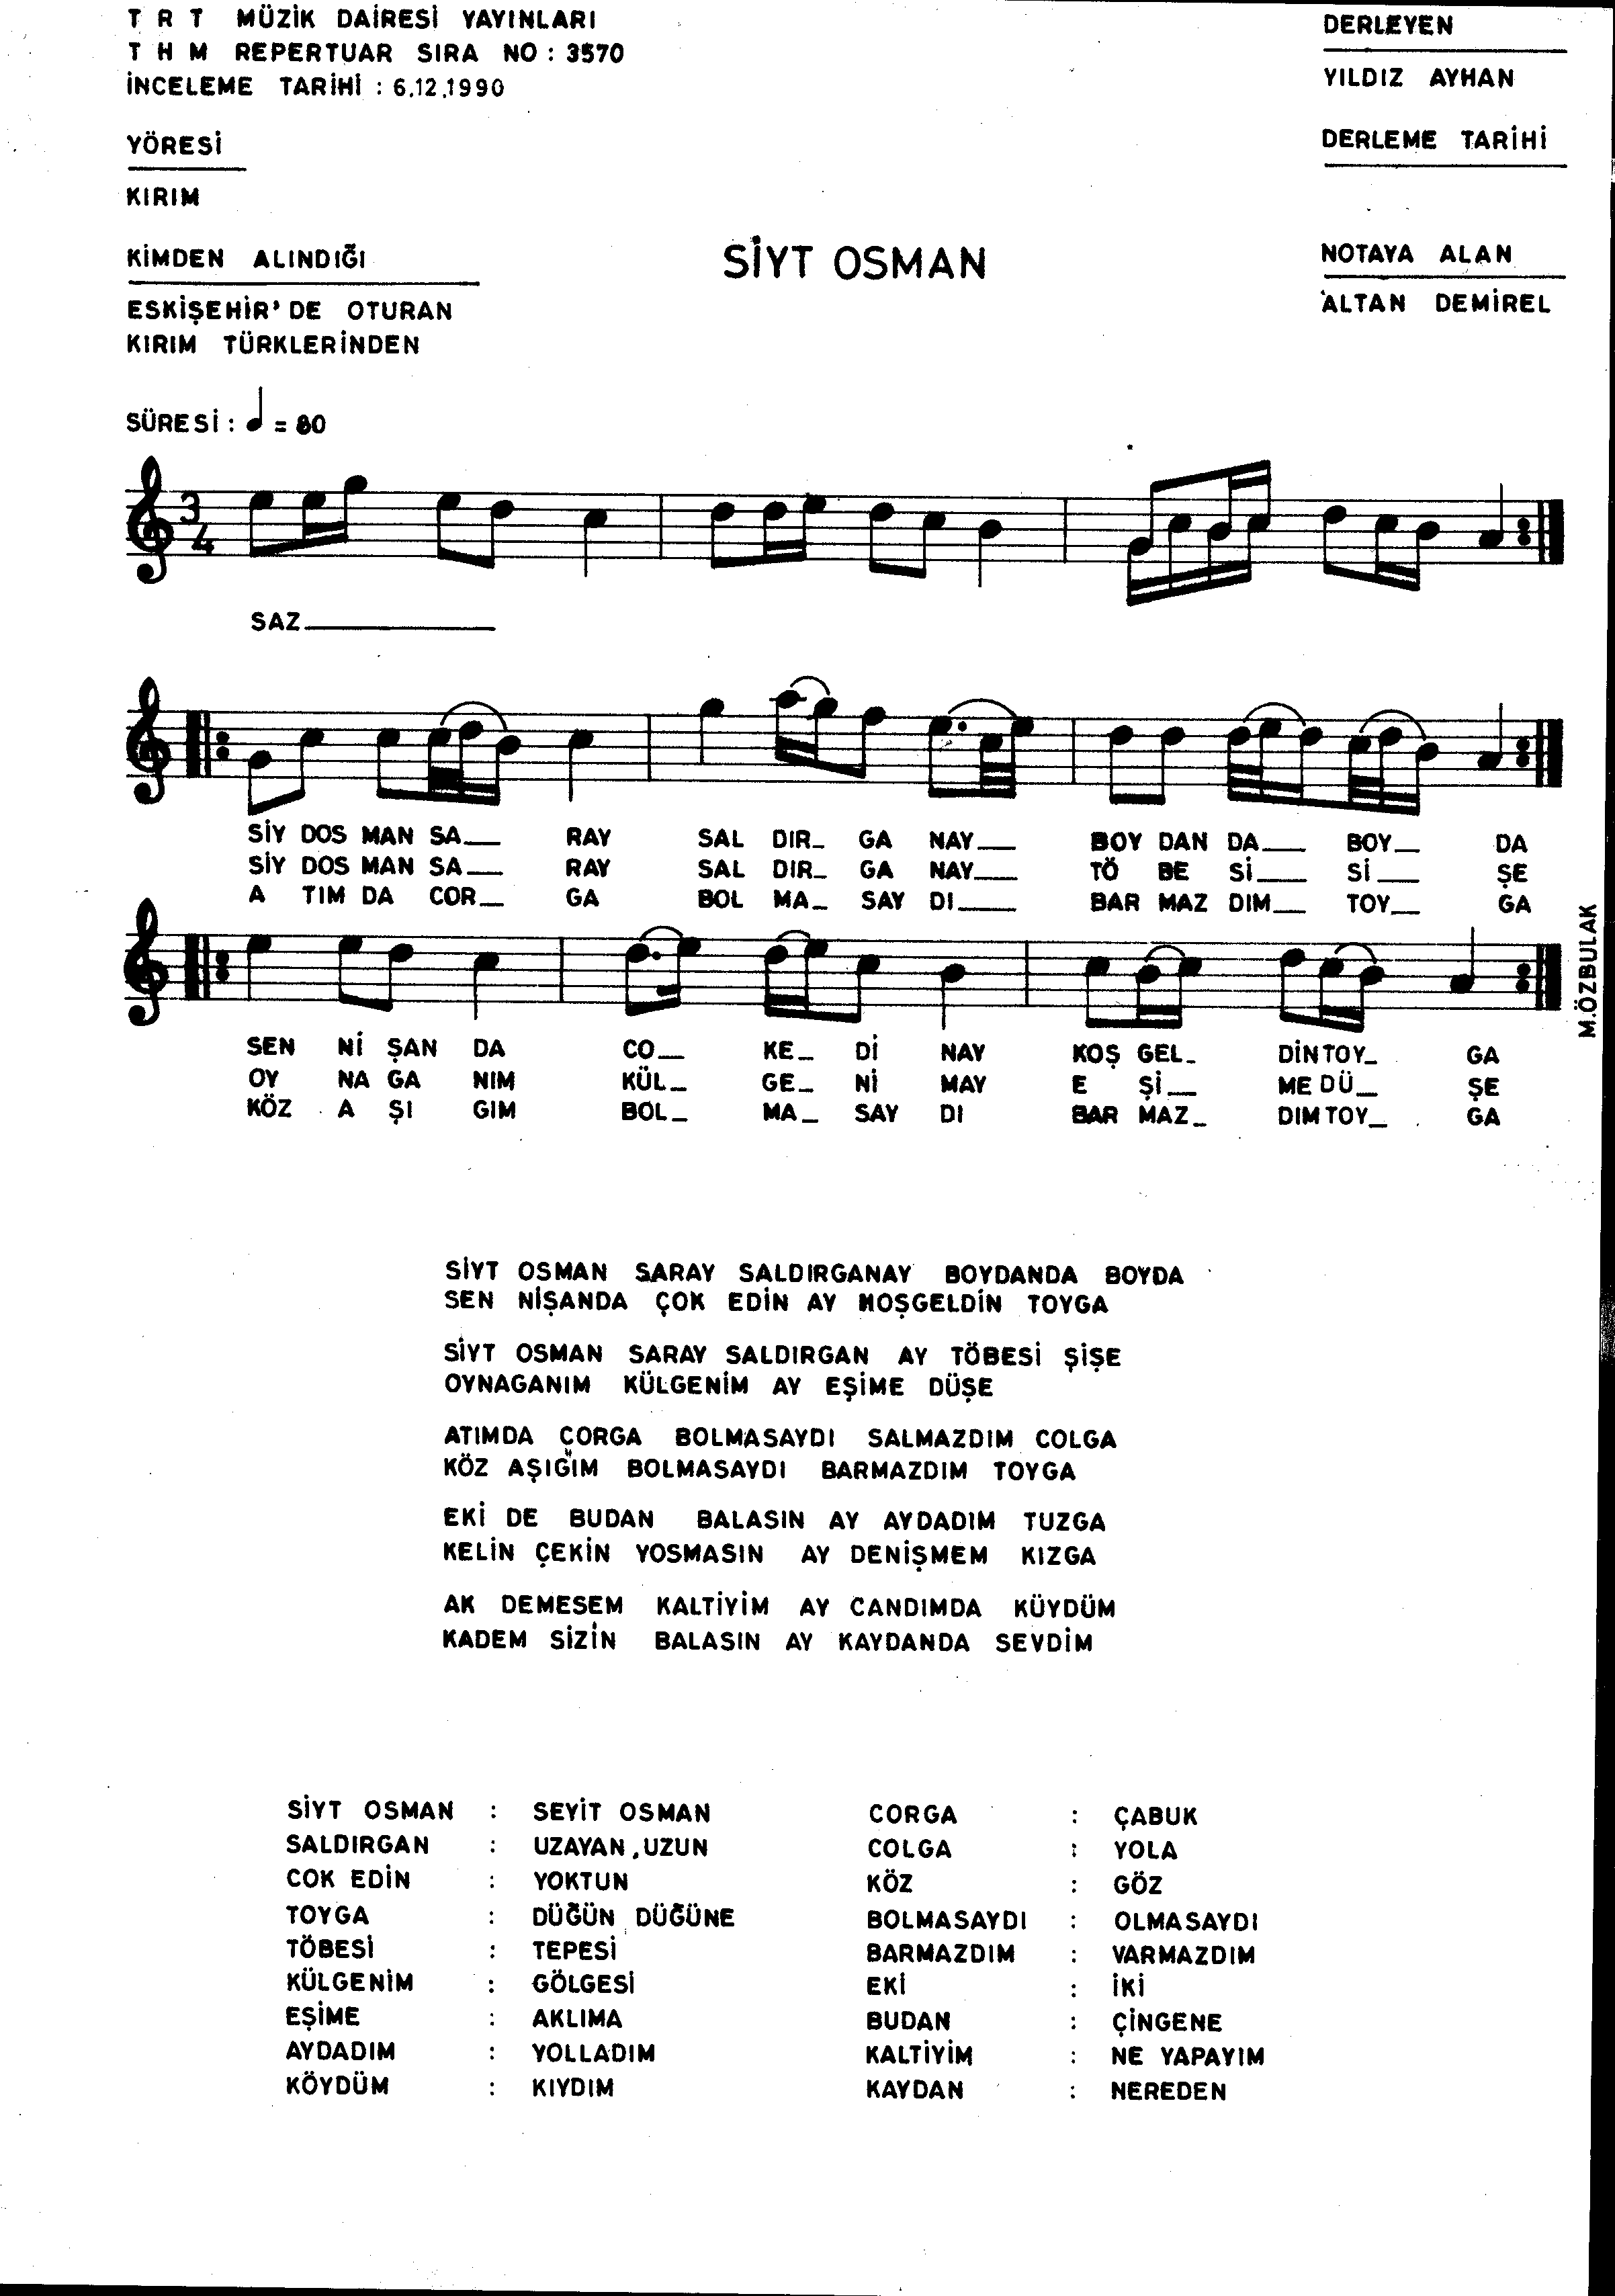 T R T MÜZİK DAİRESİ YAYINLARI
T H M REPERTUAR SIRA NO : 3570
İNCELEME TARİHİ : 6.12.1990
DERLEYEN
YILDIZ AYHAN
YÖRESİ
KIRIM
DERLEME TARİHİ
KİMDEN ALINDIĞI
ESKİŞEHİR'DE OTURAN
KIRIM TÜRKLERİNDEN
SİYT OSMAN
NOTAYA ALAN
ALTAN DEMİREL
SÜRESİ : ♩ = 80
3
4
SAZ
SİY DOS MAN SA_ RAY SAL DIR_ GA NAY_ BOY DAN DA_ BOY_ DA
SİY DOS MAN SA_ RAY SAL DIR_ GA NAY_ TÖ BE Sİ_ Sİ_ ŞE
A TIM DA COR_ GA BOL MA_ SAY DI_ BAR MAZ DIM_ TOY_ GA
SEN Nİ ŞAN DA CO_ KE_ Dİ NAY KOŞ GEL_ DİN TOY_ GA
OY NA GA NIM KÜL_ GE_ Nİ MAY E Şİ_ ME DÜ_ ŞE
KÖZ A ŞI GIM BOL_ MA_ SAY DI BAR MAZ_ DIM TOY_ GA
M.ÖZBULAK
SİYT OSMAN SARAY SALDIRGANAY BOYDANDA BOYDA
SEN NİŞANDA ÇOK EDİN AY HOŞGELDİN TOYGA
SİYT OSMAN SARAY SALDIRGAN AY TÖBESİ ŞİŞE
OYNAGANIM KÜLGENİM AY EŞİME DÜŞE
ATIMDA ÇORGA BOLMASAYDI SALMAZDIM COLGA
KÖZ AŞIĞIM BOLMASAYDI BARMAZDIM TOYGA
EKİ DE BUDAN BALASIN AY AYDADIM TUZGA
KELİN ÇEKİN YOSMASIN AY DENİŞMEM KIZGA
AK DEMESEM KALTİYİM AY CANDIMDA KÜYDÜM
KADEM SİZİN BALASIN AY KAYDANDA SEVDİM
SİYT OSMAN : SEYİT OSMAN
SALDIRGAN : UZAYAN, UZUN
COK EDİN : YOKTUN
TOYGA : DÜĞÜN DÜĞÜNE
TÖBESİ : TEPESİ
KÜLGENİM : GÖLGESİ
EŞİME : AKLIMA
AYDADIM : YOLLADIM
KÖYDÜM : KIYDIM
CORGA : ÇABUK
COLGA : YOLA
KÖZ : GÖZ
BOLMASAYDI : OLMASAYDI
BARMAZDIM : VARMAZDIM
EKİ : İKİ
BUDAN : ÇİNGENE
KALTİYİM : NE YAPAYIM
KAYDAN : NEREDEN